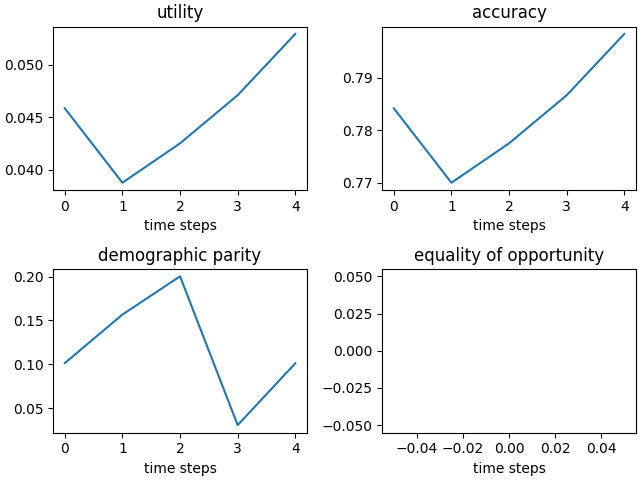 utility
0.050
0.045
0.040
0 1 2 3 4
time steps
accuracy
0.79
0.78
0.77
0 1 2 3 4
time steps
demographic parity
0.20
0.15
0.10
0.05
0 1 2 3 4
time steps
equality of opportunity
0.050
0.025
0.000
−0.025
−0.050
−0.04 −0.02 0.00 0.02 0.04
time steps